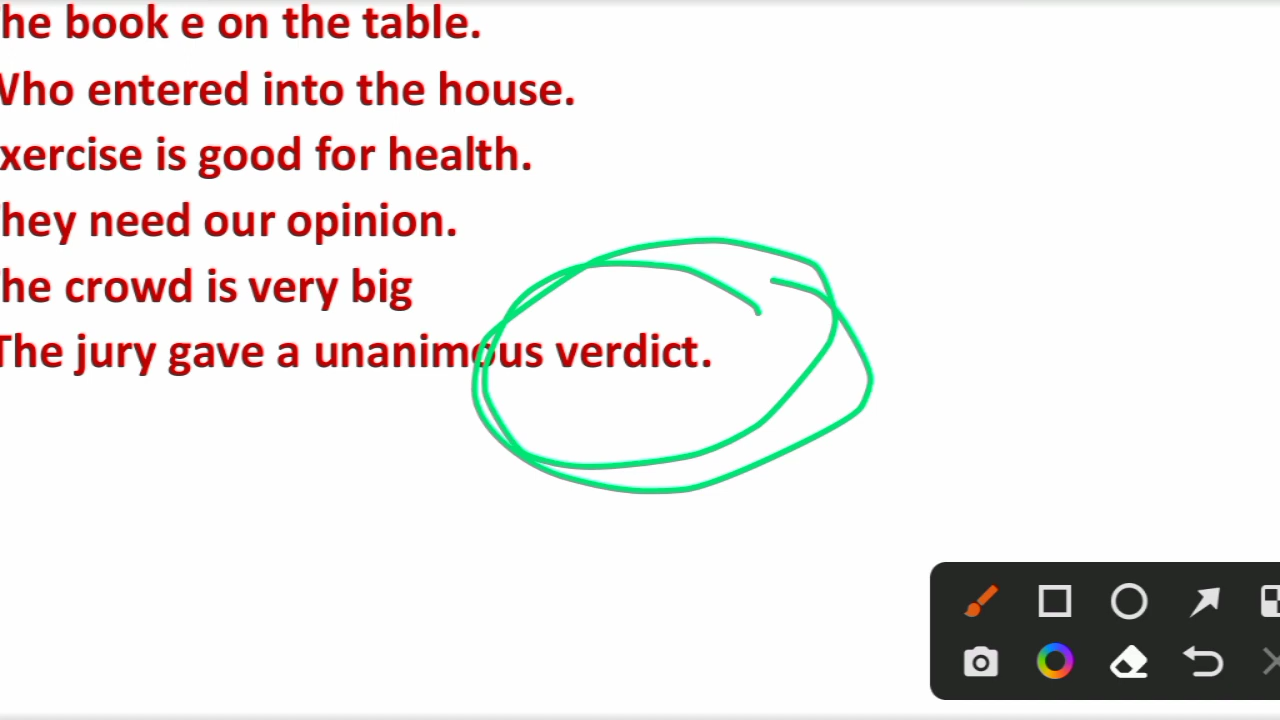 he book e on the table.
Who entered into the house.
xercise is good for health.
hey need our opinion.
he crowd is very big
The jury gave a unanimous verdict.